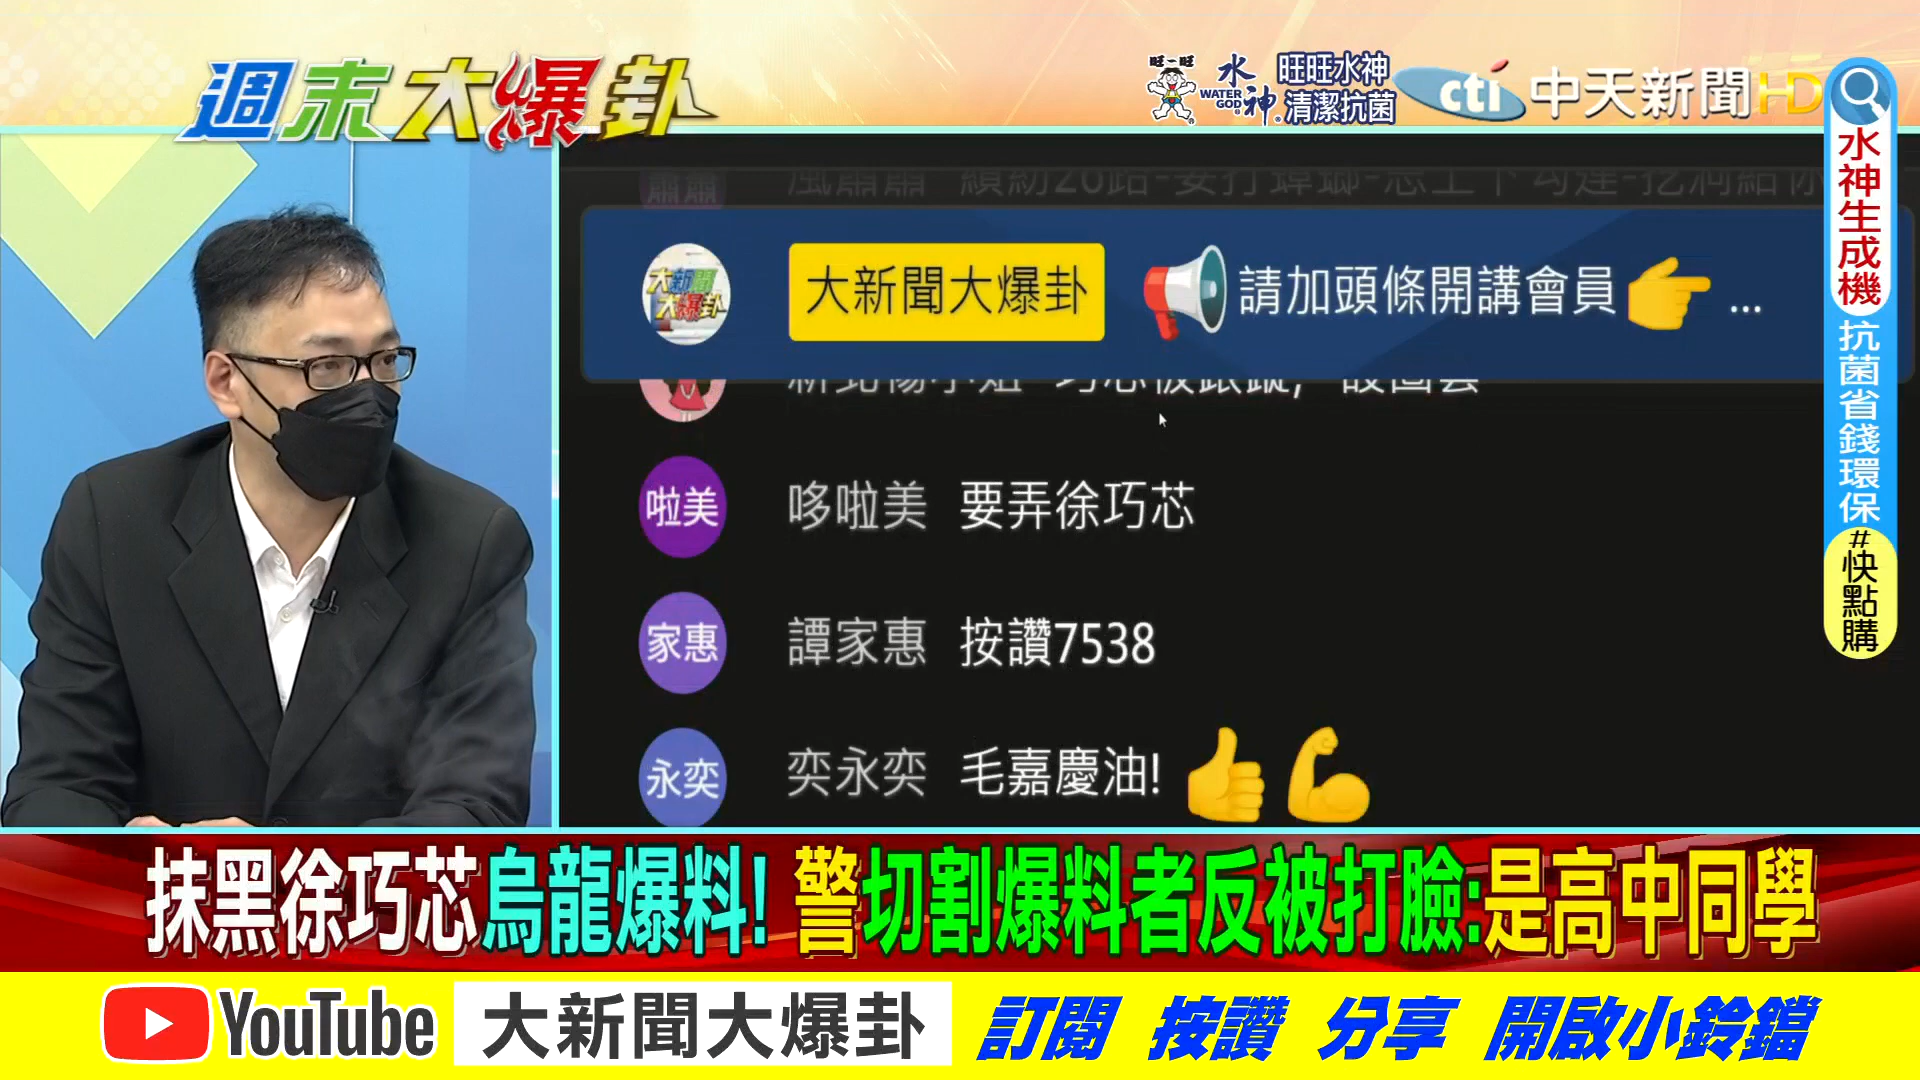 週末大爆卦
旺一旺
水神
WATER GOD
旺旺水神
清潔抗菌
cti 中天新聞HD
水神生成機
抗菌省錢環保
#快點購
大新聞大爆卦
大新聞大爆卦 請加頭條開講會員 ...
啦美 哆啦美 要弄徐巧芯
家惠 譚家惠 按讚7538
永奕 奕永奕 毛嘉慶油!
抹黑徐巧芯烏龍爆料! 警切割爆料者反被打臉:是高中同學
YouTube 大新聞大爆卦 訂閱 按讚 分享 開啟小鈴鐺